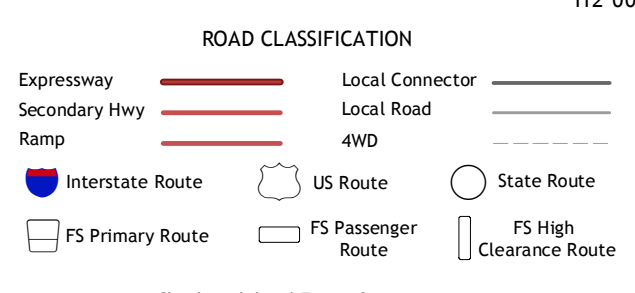 ROAD CLASSIFICATION
Expressway
Local Connector
Secondary Hwy
Local Road
Ramp
4WD
Interstate Route
US Route
State Route
FS Primary Route
FS Passenger
Route
FS High
Clearance Route